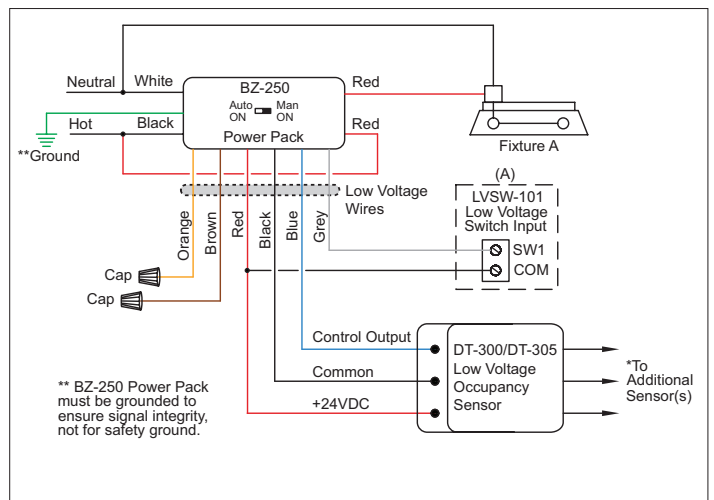 Neutral
White
BZ-250
Auto
ON
Man
ON
Power Pack
Red
Hot
Black
Red
**Ground
Fixture A
Low Voltage
Wires
Orange
Brown
Red
Black
Blue
Grey
(A)
LVSW-101
Low Voltage
Switch Input
SW1
COM
Cap
Cap
Control Output
Common
+24VDC
DT-300/DT-305
Low Voltage
Occupancy
Sensor
*To
Additional
Sensor(s)
** BZ-250 Power Pack
must be grounded to
ensure signal integrity,
not for safety ground.